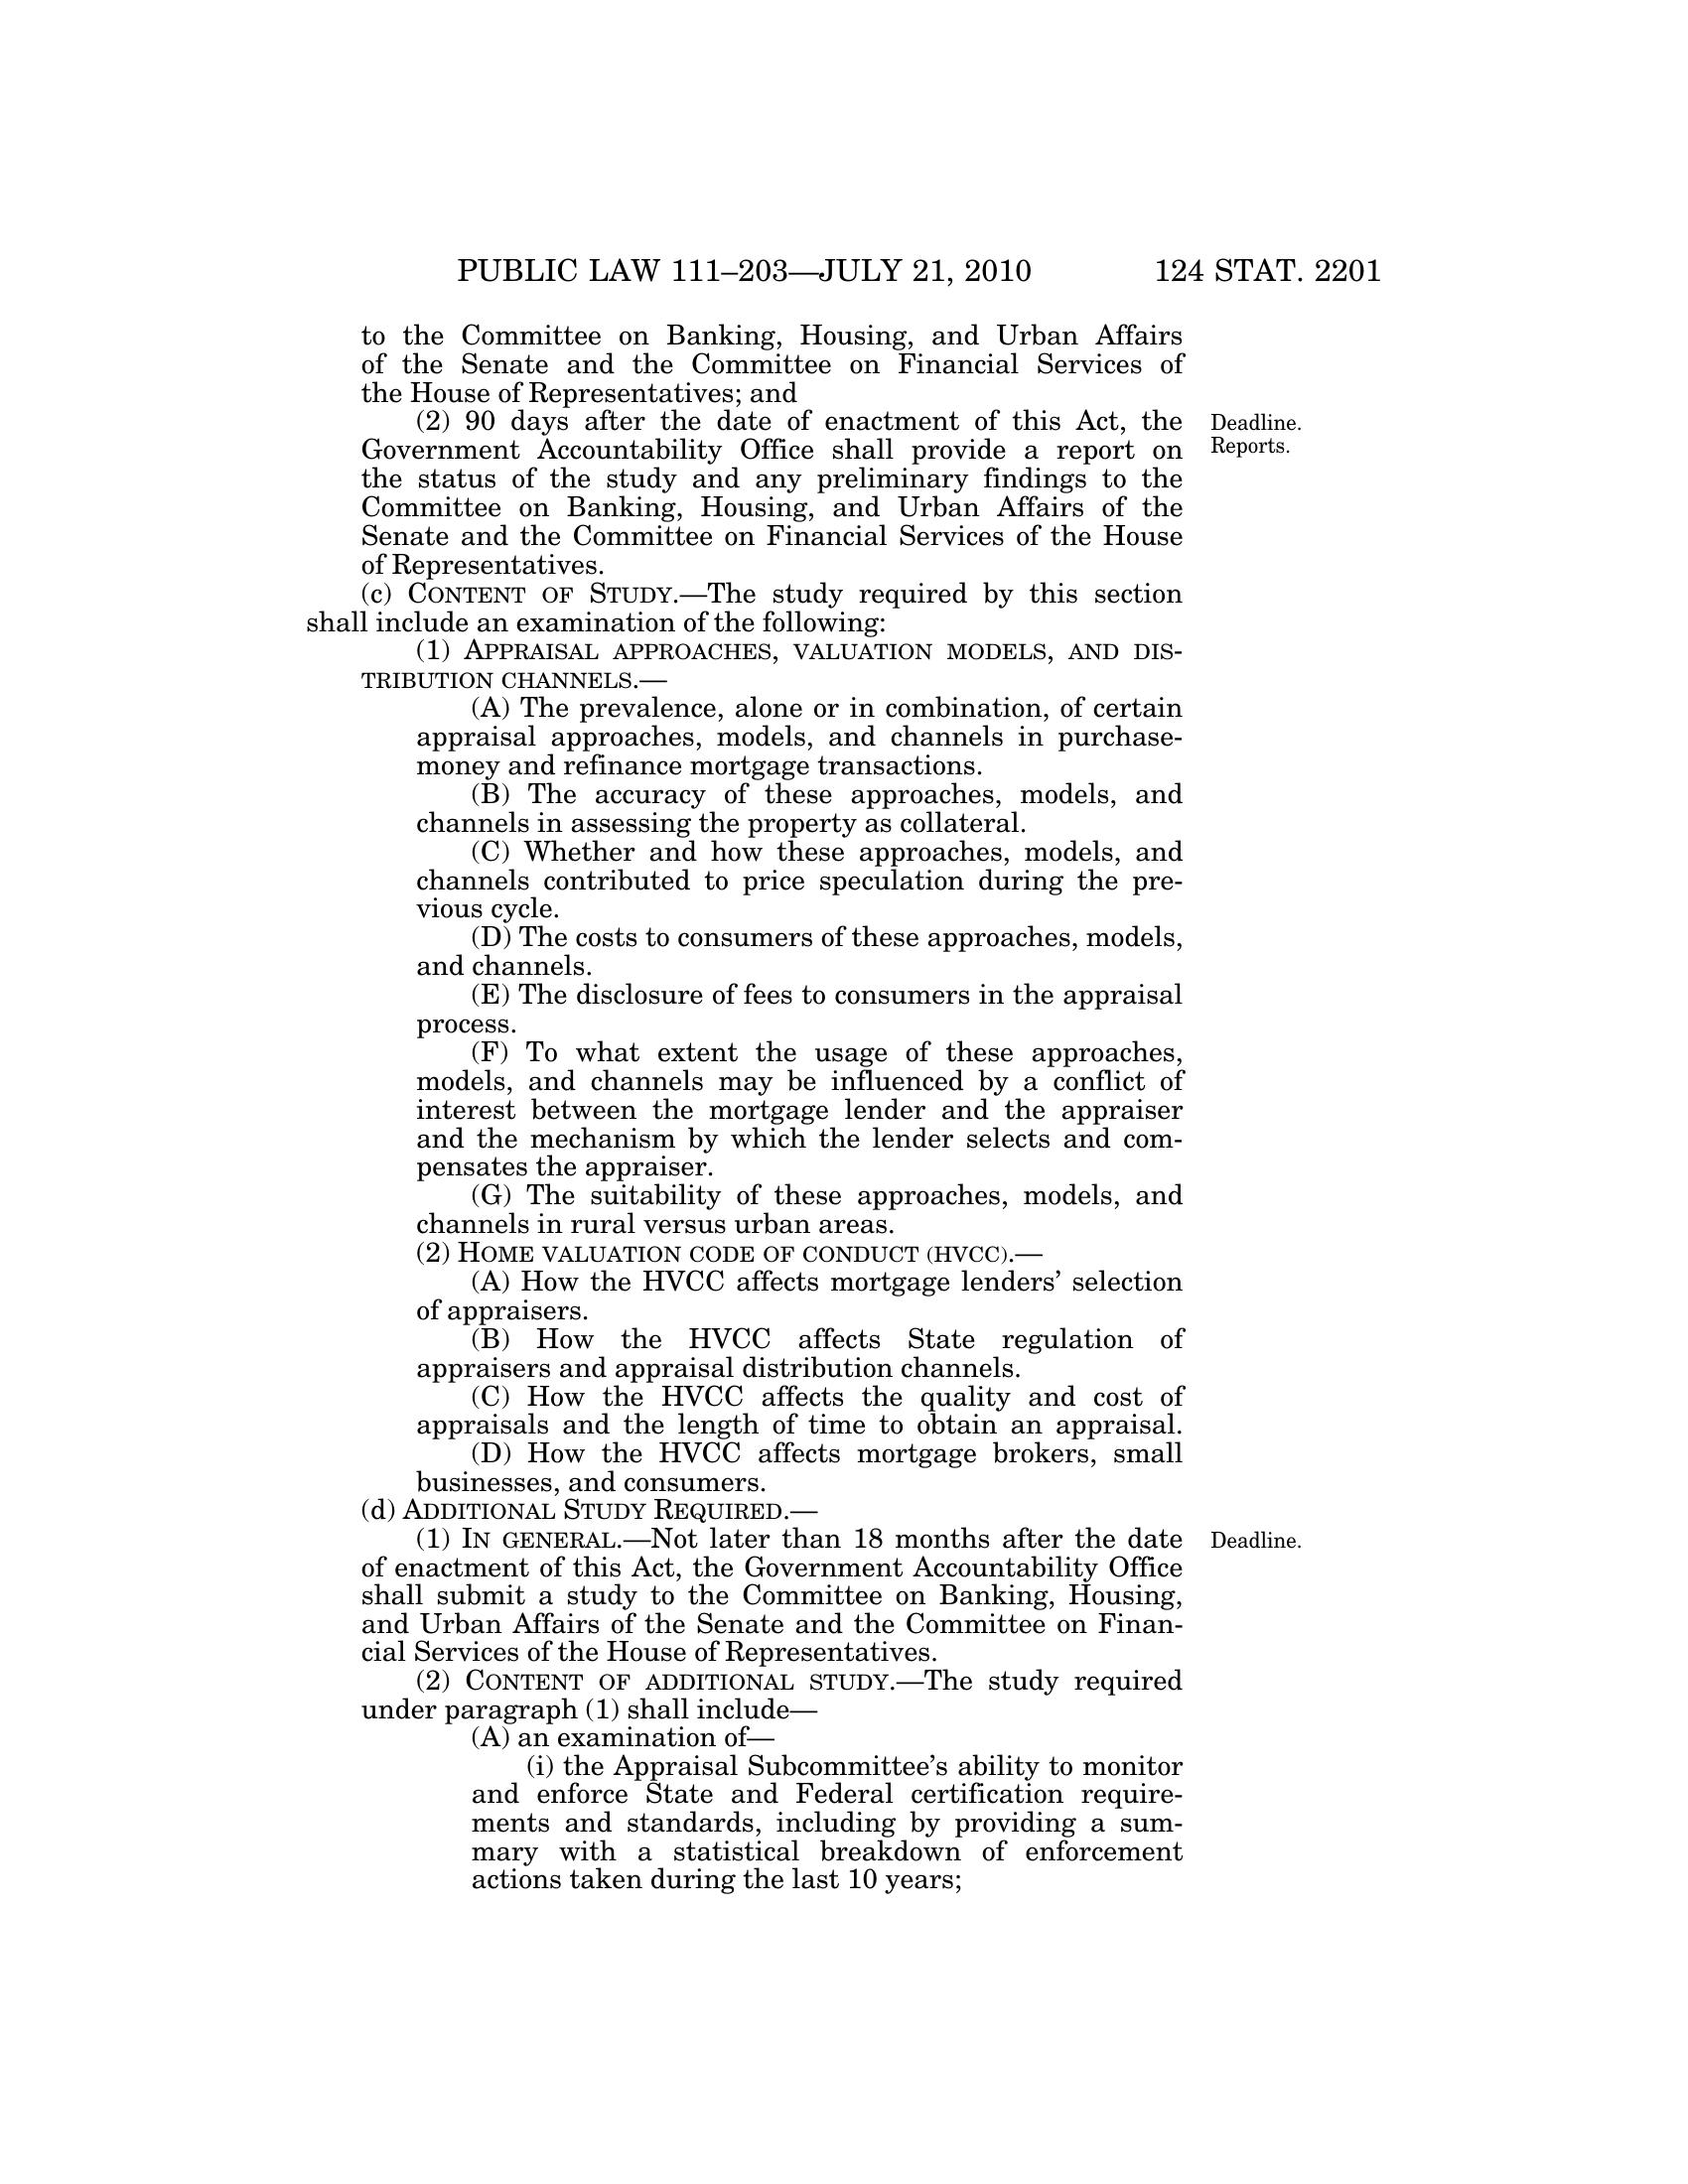 PUBLIC LAW 111–203—JULY 21, 2010 124 STAT. 2201
to the Committee on Banking, Housing, and Urban Affairs
of the Senate and the Committee on Financial Services of
the House of Representatives; and
(2) 90 days after the date of enactment of this Act, the
Government Accountability Office shall provide a report on
the status of the study and any preliminary findings to the
Committee on Banking, Housing, and Urban Affairs of the
Senate and the Committee on Financial Services of the House
of Representatives.
Deadline.
Reports.
(c) CONTENT OF STUDY.—The study required by this section
shall include an examination of the following:
(1) APPRAISAL APPROACHES, VALUATION MODELS, AND DIS-
TRIBUTION CHANNELS.—
(A) The prevalence, alone or in combination, of certain
appraisal approaches, models, and channels in purchase-
money and refinance mortgage transactions.
(B) The accuracy of these approaches, models, and
channels in assessing the property as collateral.
(C) Whether and how these approaches, models, and
channels contributed to price speculation during the pre-
vious cycle.
(D) The costs to consumers of these approaches, models,
and channels.
(E) The disclosure of fees to consumers in the appraisal
process.
(F) To what extent the usage of these approaches,
models, and channels may be influenced by a conflict of
interest between the mortgage lender and the appraiser
and the mechanism by which the lender selects and com-
pensates the appraiser.
(G) The suitability of these approaches, models, and
channels in rural versus urban areas.
(2) HOME VALUATION CODE OF CONDUCT (HVCC).—
(A) How the HVCC affects mortgage lenders’ selection
of appraisers.
(B) How the HVCC affects State regulation of
appraisers and appraisal distribution channels.
(C) How the HVCC affects the quality and cost of
appraisals and the length of time to obtain an appraisal.
(D) How the HVCC affects mortgage brokers, small
businesses, and consumers.
(d) ADDITIONAL STUDY REQUIRED.—
(1) IN GENERAL.—Not later than 18 months after the date
of enactment of this Act, the Government Accountability Office
shall submit a study to the Committee on Banking, Housing,
and Urban Affairs of the Senate and the Committee on Finan-
cial Services of the House of Representatives.
Deadline.
(2) CONTENT OF ADDITIONAL STUDY.—The study required
under paragraph (1) shall include—
(A) an examination of—
(i) the Appraisal Subcommittee’s ability to monitor
and enforce State and Federal certification require-
ments and standards, including by providing a sum-
mary with a statistical breakdown of enforcement
actions taken during the last 10 years;